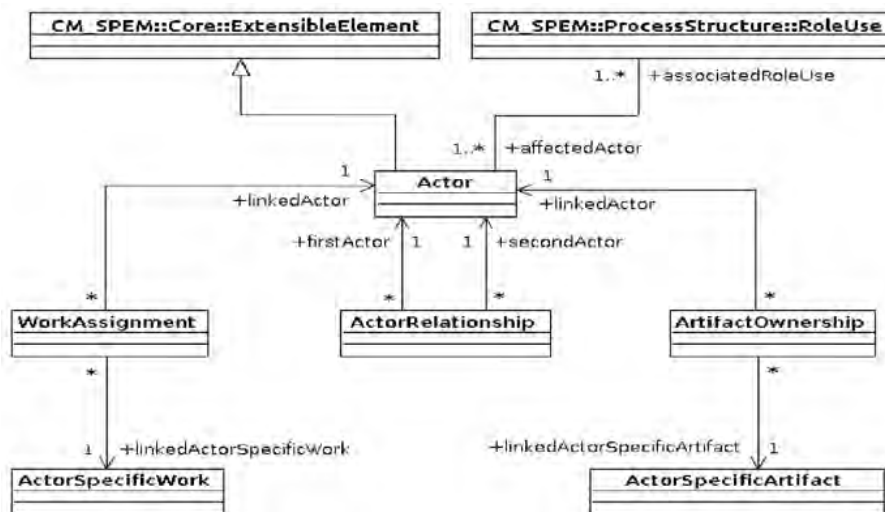 CM_SPEM::Core::ExtensibleElement
CM_SPEM::ProcessStructure::RoleUse
1..* +associatedRoleUse
1..* +affectedActor
1
Actor
1
+linkedActor
+linkedActor
+firstActor 1
1 +secondActor
*
*
*
*
WorkAssignment
ActorRelationship
ArtifactOwnership
*
*
1 +linkedActorSpecificWork
+linkedActorSpecificArtifact 1
ActorSpecificWork
ActorSpecificArtifact